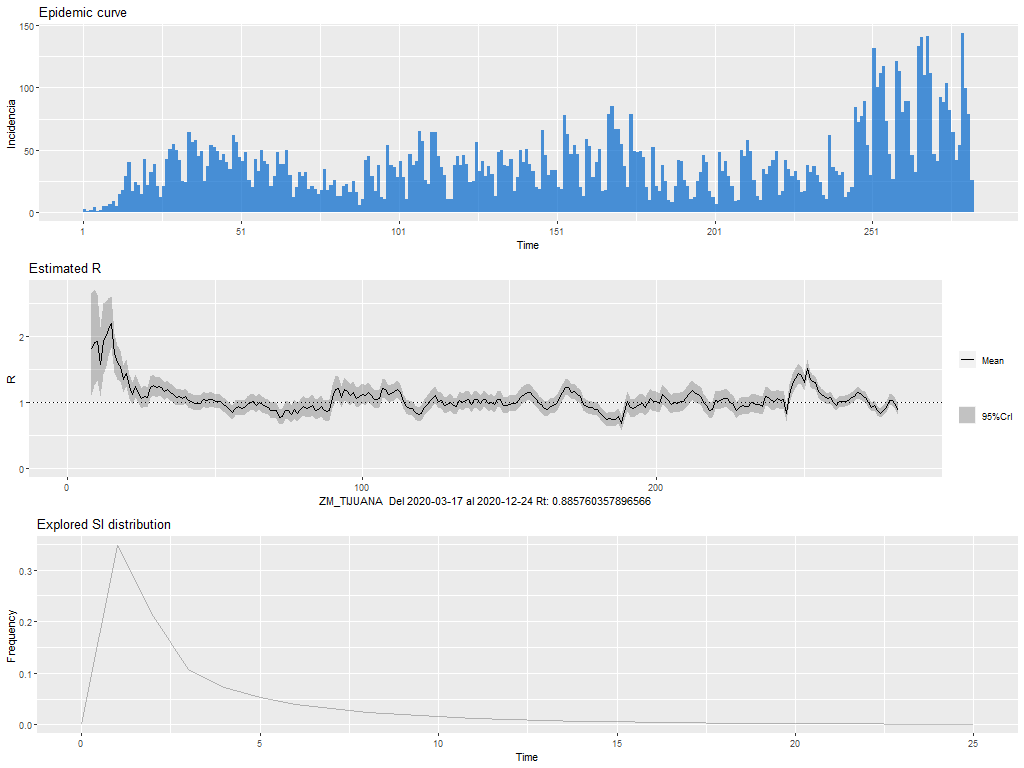 Epidemic curve
150
100
50
0
Incidencia
1 51 101 151 201 251
Time
Estimated R
2
1
0
R
0 100 200
ZM_TIJUANA Del 2020-03-17 al 2020-12-24 Rt: 0.885760357896566
Mean
95%CrI
Explored SI distribution
0.3
0.2
0.1
0.0
Frequency
0 5 10 15 20 25
Time